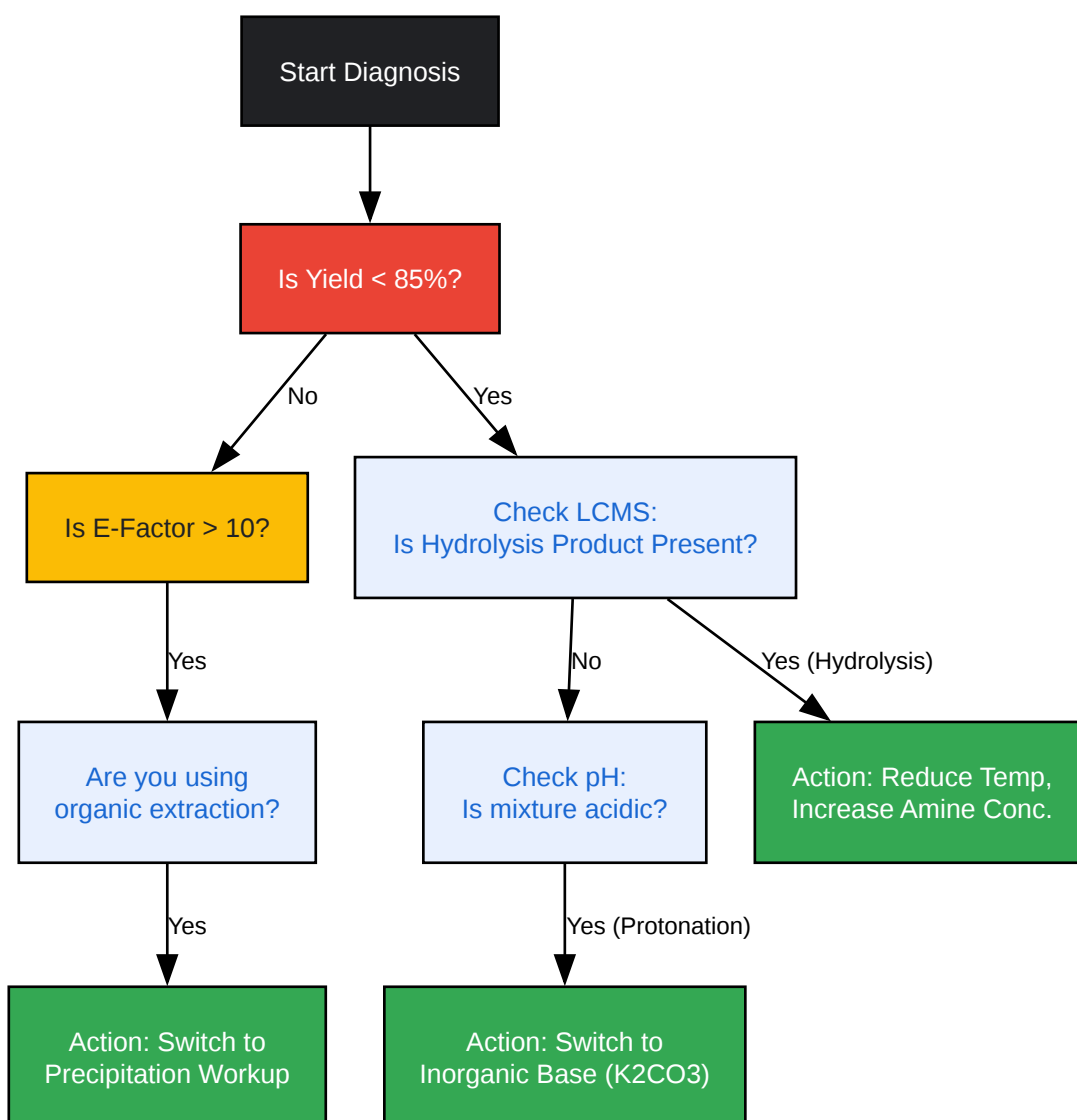 Start Diagnosis
Is Yield < 85%?
No
Yes
Is E-Factor > 10?
Check LCMS:
Is Hydrolysis Product Present?
Yes
No
Yes (Hydrolysis)
Are you using
organic extraction?
Check pH:
Is mixture acidic?
Action: Reduce Temp,
Increase Amine Conc.
Yes
Yes (Protonation)
Action: Switch to
Precipitation Workup
Action: Switch to
Inorganic Base (K2CO3)